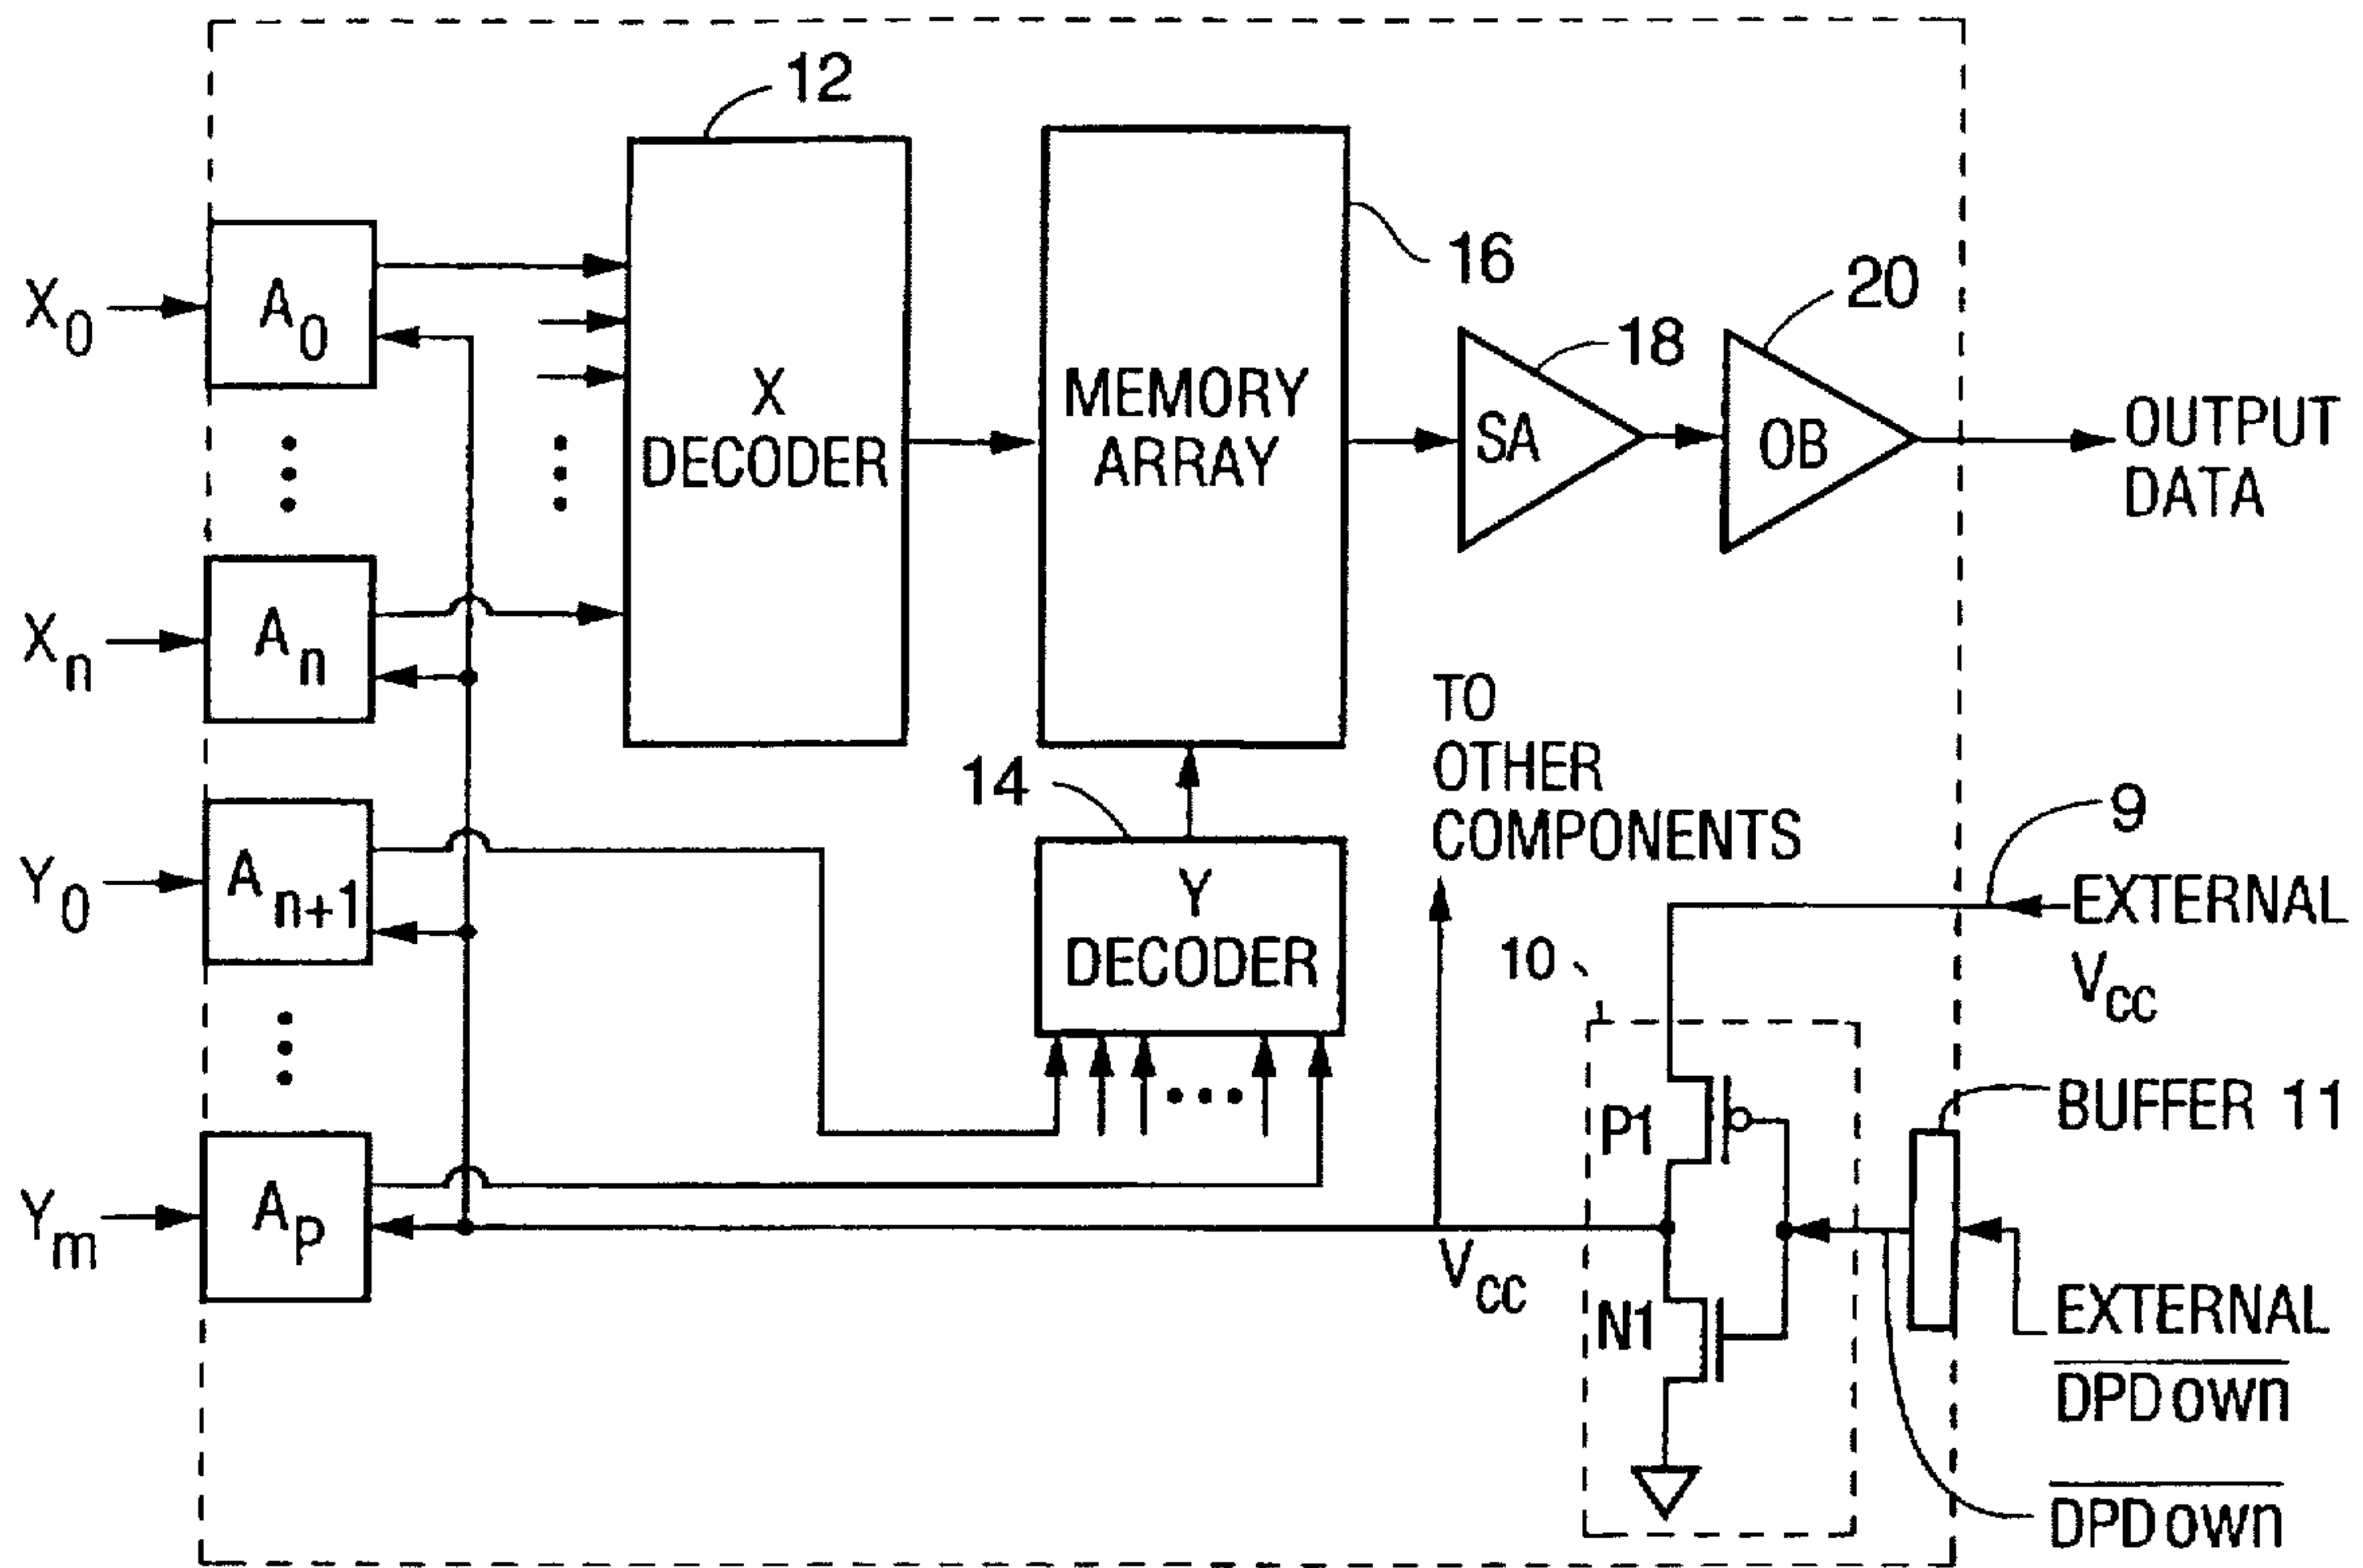 12
X0
A0
X
DECODER
MEMORY
ARRAY
16
SA
18
OB
20
OUTPUT
DATA
Xn
An
TO
OTHER
COMPONENTS
14
Y0
An+1
Y
DECODER
9
EXTERNAL
VCC
10
P1
BUFFER 11
Ym
AP
VCC
N1
EXTERNAL
DPDown
DPDown